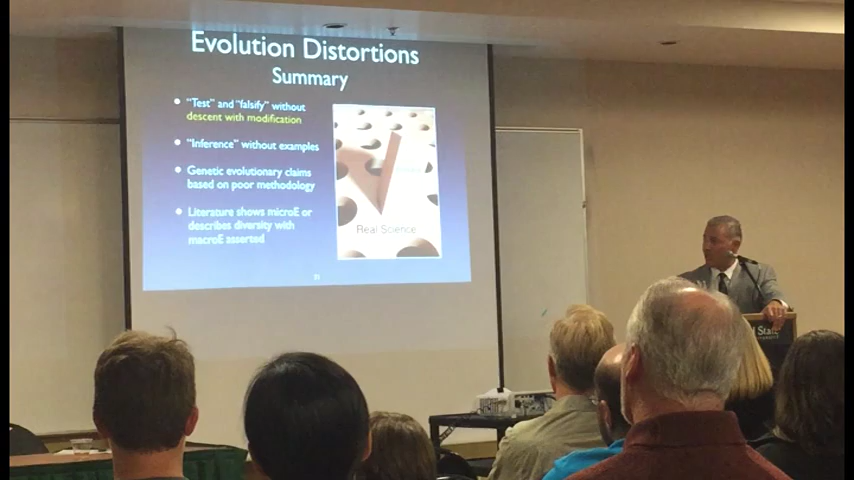 Evolution Distortions
Summary
• "Test" and "falsify" without
descent with modification
• "Inference" without examples
• Genetic evolutionary claims
based on poor methodology
• Literature shows microE or
describes diversity with
macroE asserted
Real Science
State